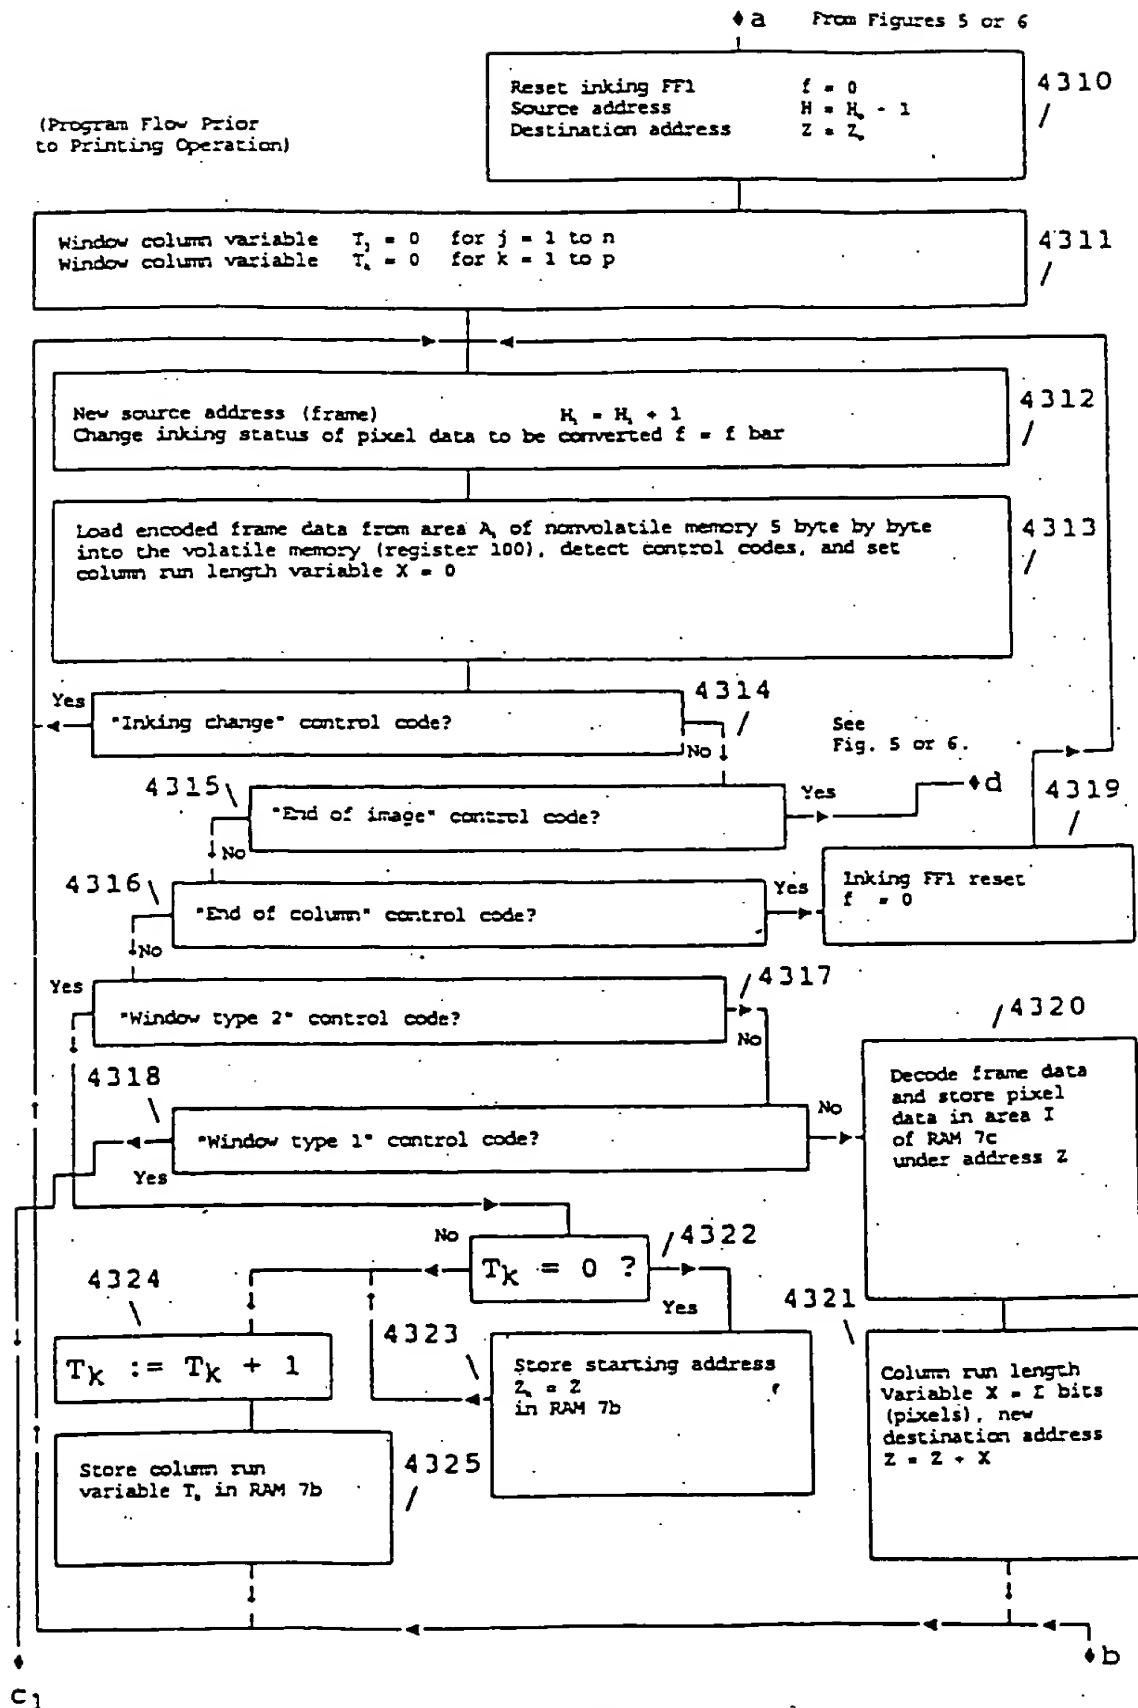 a From Figures 5 or 6
Reset inking FF1 f = 0
Source address H = H₀ - 1
Destination address Z = Z₀
4310
(Program Flow Prior
to Printing Operation)
Window column variable Tⱼ = 0 for j = 1 to n
Window column variable Tₖ = 0 for k = 1 to p
4311
New source address (frame) Hᵢ = Hᵢ + 1
Change inking status of pixel data to be converted f = f bar
4312
Load encoded frame data from area Aᵢ of nonvolatile memory 5 byte by byte
into the volatile memory (register 100), detect control codes, and set
column run length variable X = 0
4313
Yes
"Inking change" control code?
4314
No
See
Fig. 5 or 6.
d
4315
"End of image" control code?
Yes
No
4319
Inking FF1 reset
f = 0
4316
"End of column" control code?
Yes
No
Yes
"Window type 2" control code?
4317
No
4318
"Window type 1" control code?
No
Yes
4320
Decode frame data
and store pixel
data in area I
of RAM 7c
under address Z
No
Tk = 0 ?
4322
Yes
4324
Tk := Tk + 1
4323
Store starting address
Zₖ = Z
in RAM 7b
4321
Column run length
Variable X = Σ bits
(pixels), new
destination address
Z = Z + X
Store column run
variable Tₖ in RAM 7b
4325
b
c1